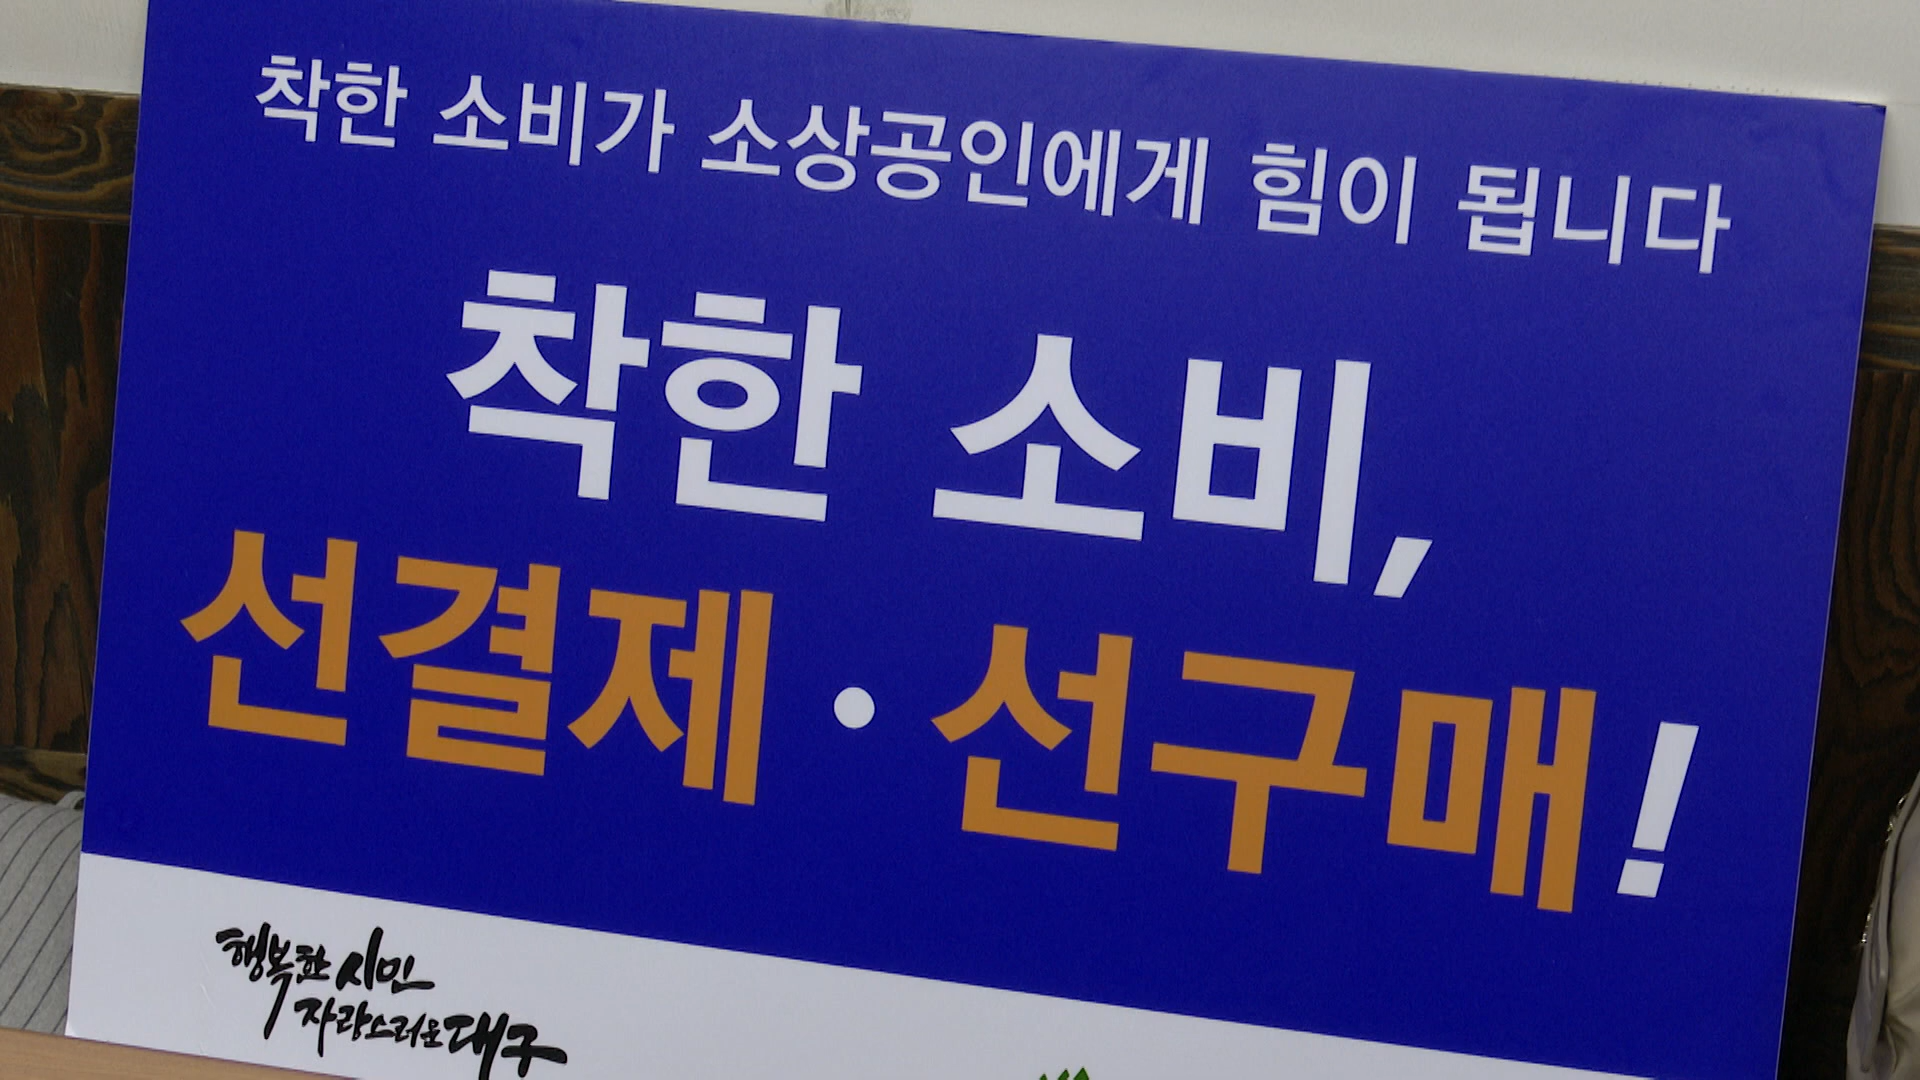 착한 소비가 소상공인에게 힘이 됩니다
착한 소비,
선결제·선구매!
행복한 시민
자랑스러운 대구